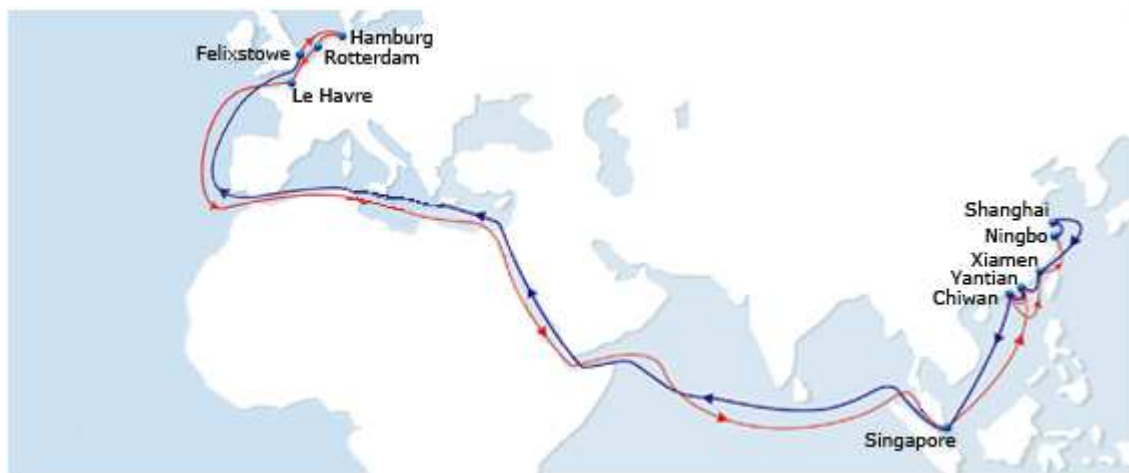 Hamburg
Felixstowe
Rotterdam
Le Havre
Shanghai
Ningbo
Xiamen
Yantian
Chiwan
Singapore